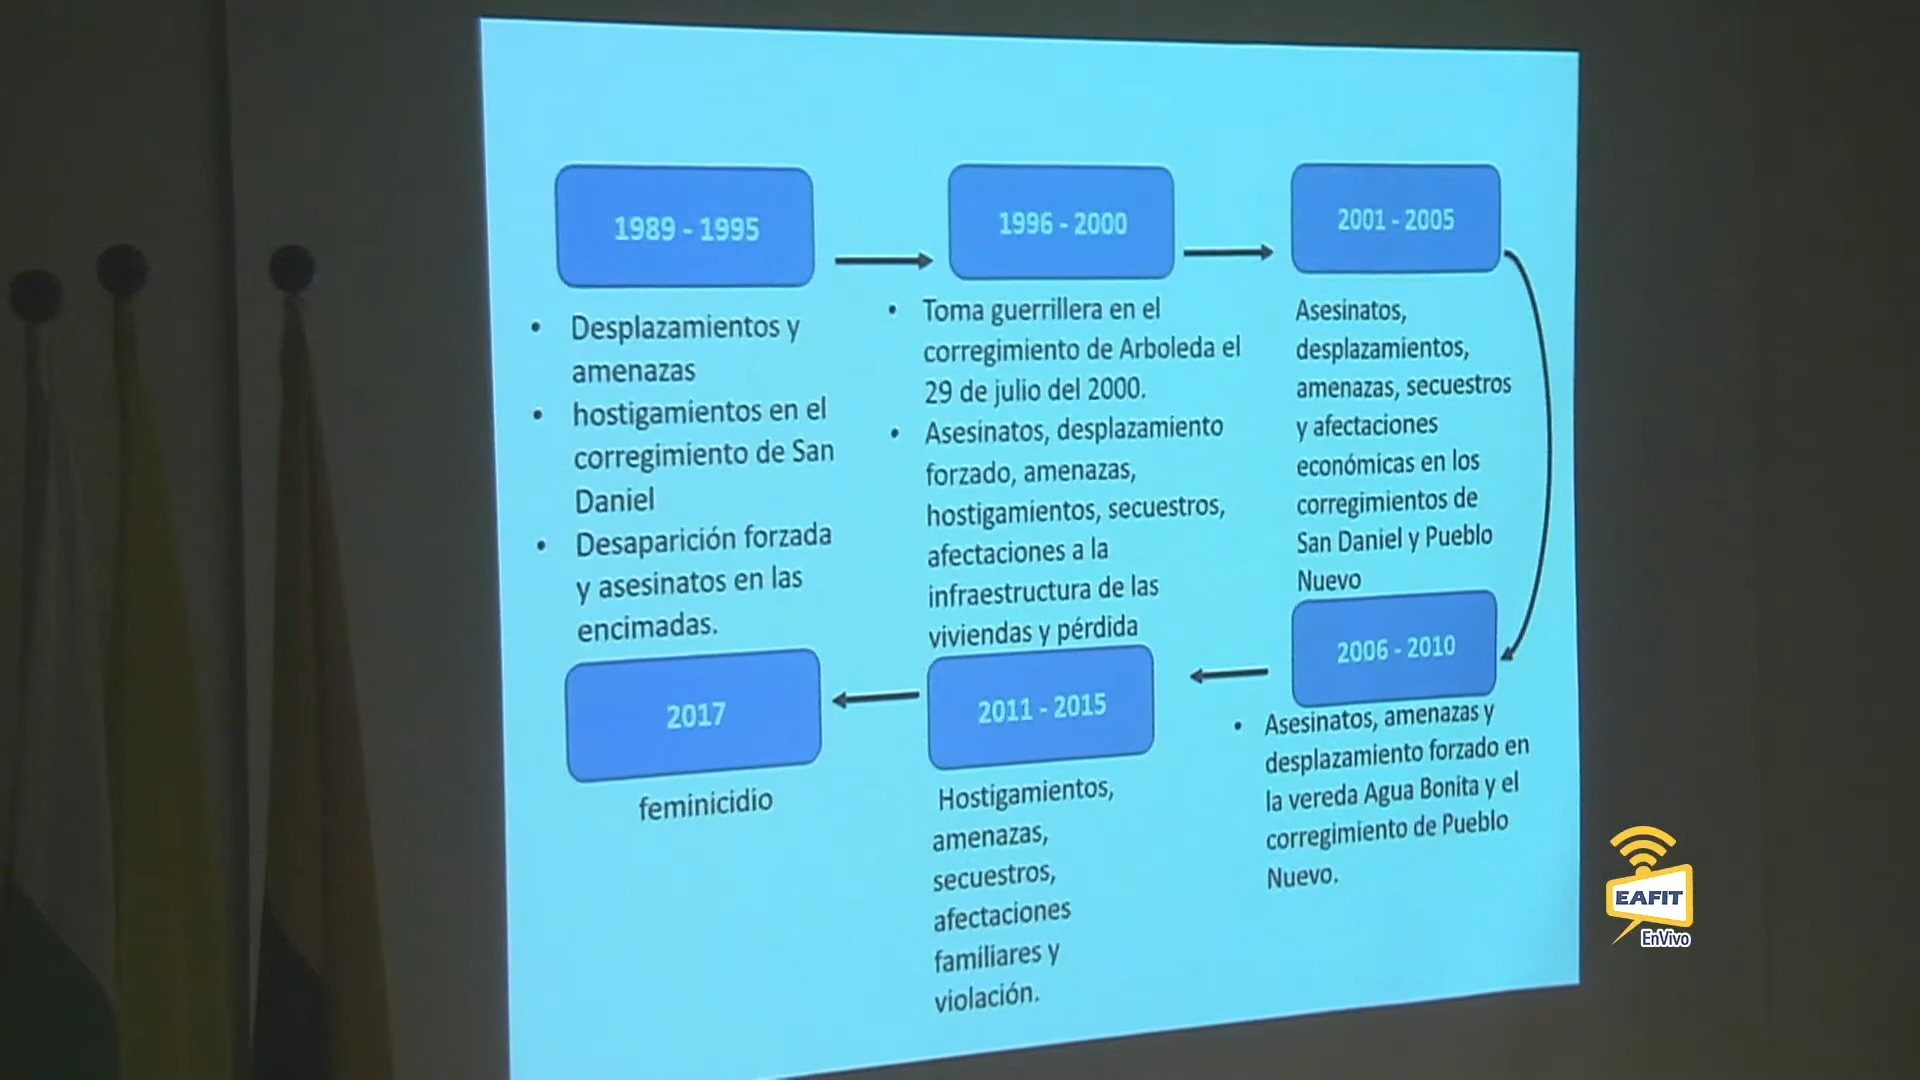 1989 - 1995
Desplazamientos y
amenazas
hostigamientos en el
corregimiento de San
Daniel
Desaparición forzada
y asesinatos en las
encimadas.
1996 - 2000
Toma guerrillera en el
corregimiento de Arboleda el
29 de julio del 2000.
Asesinatos, desplazamiento
forzado, amenazas,
hostigamientos, secuestros,
afectaciones a la
infraestructura de las
viviendas y pérdida
2001 - 2005
Asesinatos,
desplazamientos,
amenazas, secuestros
y afectaciones
económicas en los
corregimientos de
San Daniel y Pueblo
Nuevo
2006 - 2010
Asesinatos, amenazas y
desplazamiento forzado en
la vereda Agua Bonita y el
corregimiento de Pueblo
Nuevo.
2011 - 2015
Hostigamientos,
amenazas,
secuestros,
afectaciones
familiares y
violación.
2017
feminicidio
EAFIT
EnVivo